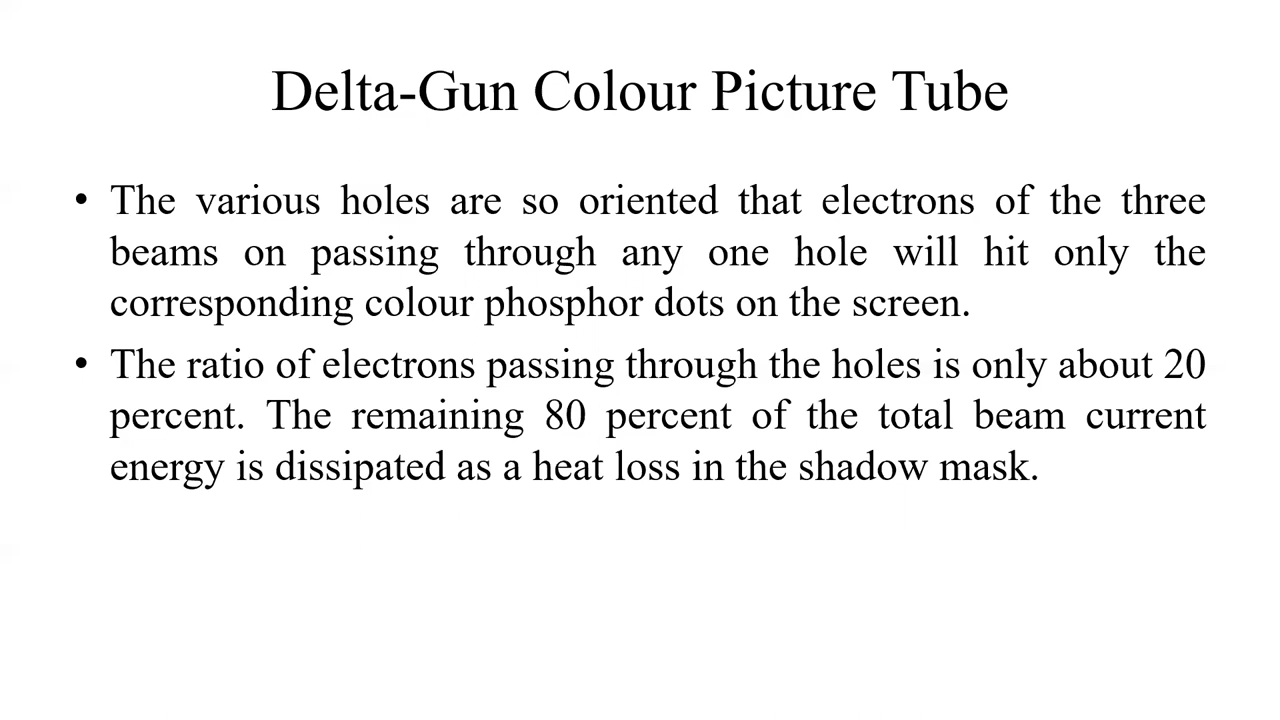 Delta-Gun Colour Picture Tube
• The various holes are so oriented that electrons of the three
beams on passing through any one hole will hit only the
corresponding colour phosphor dots on the screen.
• The ratio of electrons passing through the holes is only about 20
percent. The remaining 80 percent of the total beam current
energy is dissipated as a heat loss in the shadow mask.